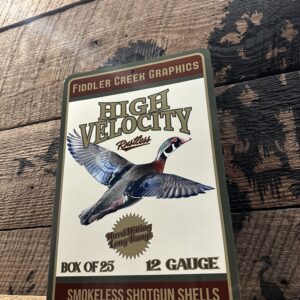 FIDDLER CREEK GRAPHICS
HIGH
VELOCITY
Restless
Hard Hitting
Long Range
BOX OF 25 12 GAUGE
SMOKELESS SHOTGUN SHELLS